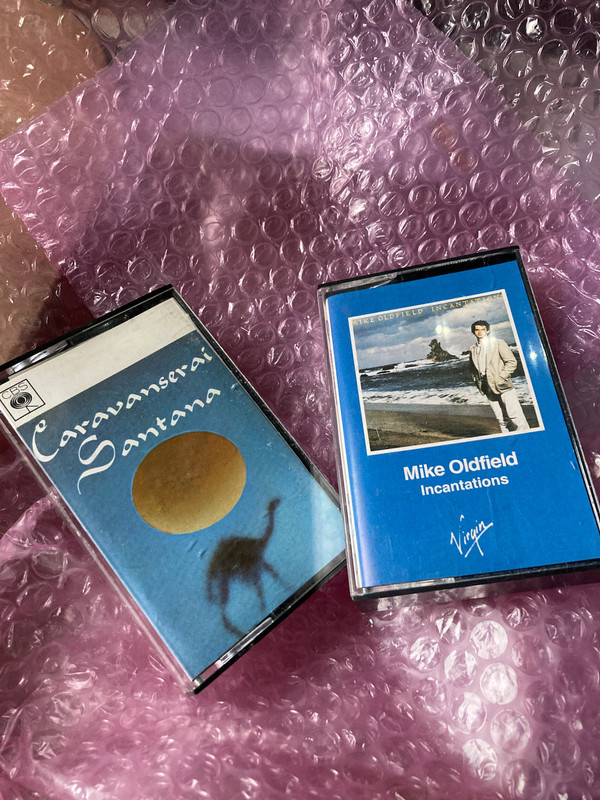 CBS
Caravanserai
Santana
MIKE OLDFIELD INCANTATIONS
Mike Oldfield
Incantations
Virgin